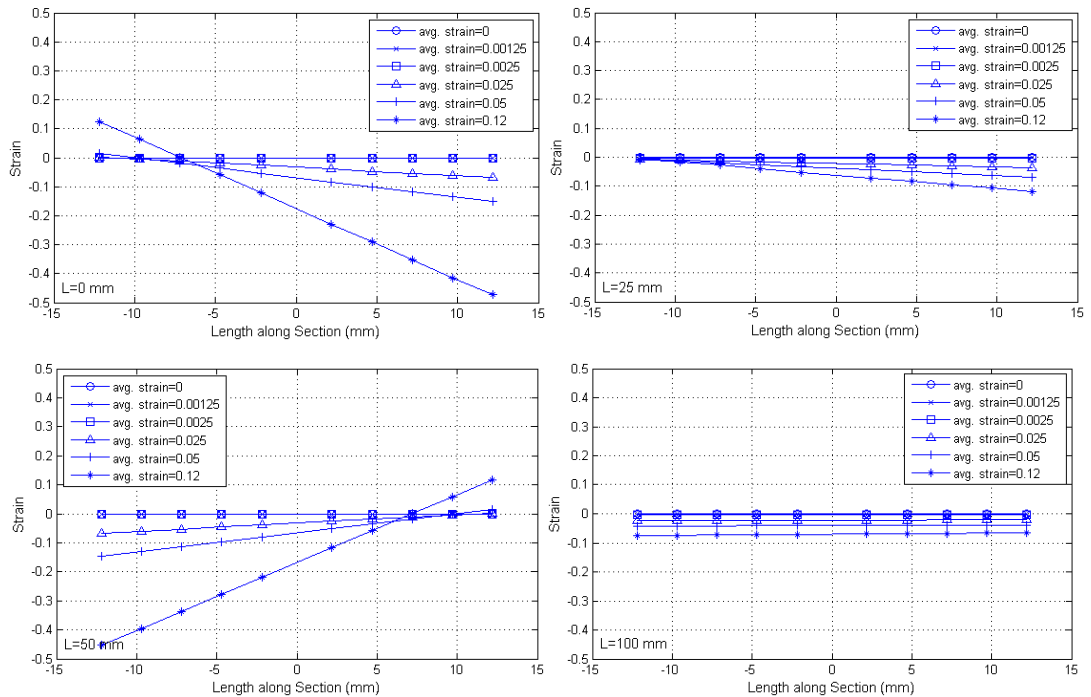 0.5
0.4
0.3
0.2
0.1
0
-0.1
-0.2
-0.3
-0.4
-0.5
Strain
avg. strain=0
avg. strain=0.00125
avg. strain=0.0025
avg. strain=0.025
avg. strain=0.05
avg. strain=0.12
L=0 mm
-15 -10 -5 0 5 10 15
Length along Section (mm)
0.5
0.4
0.3
0.2
0.1
0
-0.1
-0.2
-0.3
-0.4
-0.5
Strain
avg. strain=0
avg. strain=0.00125
avg. strain=0.0025
avg. strain=0.025
avg. strain=0.05
avg. strain=0.12
L=25 mm
-15 -10 -5 0 5 10 15
Length along Section (mm)
0.5
0.4
0.3
0.2
0.1
0
-0.1
-0.2
-0.3
-0.4
-0.5
Strain
avg. strain=0
avg. strain=0.00125
avg. strain=0.0025
avg. strain=0.025
avg. strain=0.05
avg. strain=0.12
L=50 mm
-15 -10 -5 0 5 10 15
Length along Section (mm)
0.5
0.4
0.3
0.2
0.1
0
-0.1
-0.2
-0.3
-0.4
-0.5
Strain
avg. strain=0
avg. strain=0.00125
avg. strain=0.0025
avg. strain=0.025
avg. strain=0.05
avg. strain=0.12
L=100 mm
-15 -10 -5 0 5 10 15
Length along Section (mm)